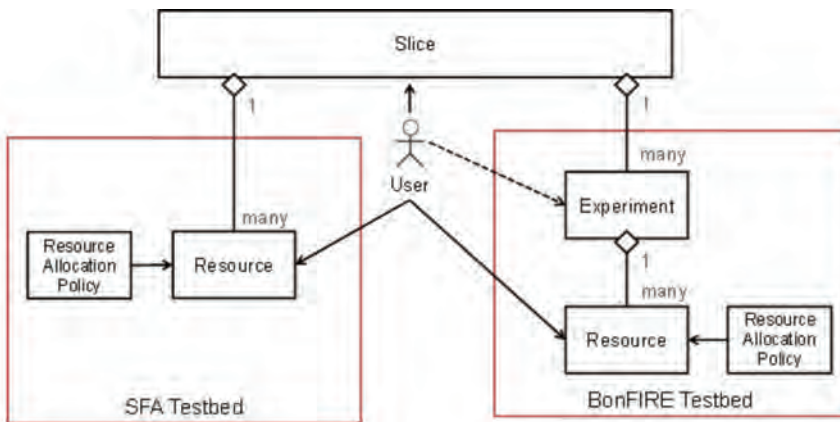 Slice
1
1
User
many
Resource
Allocation
Policy
Resource
SFA Testbed
many
Experiment
1
many
Resource
Resource
Allocation
Policy
BonFIRE Testbed